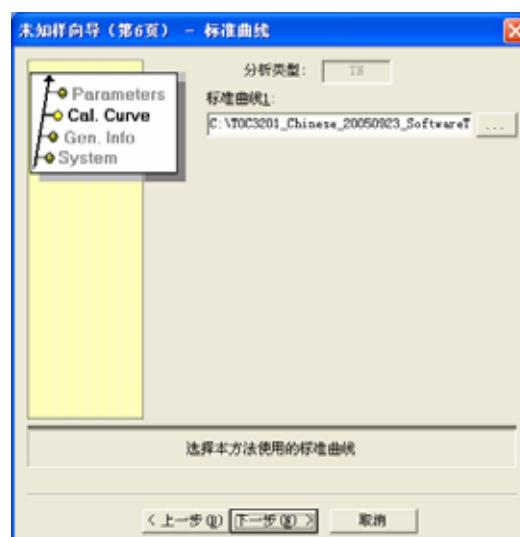 未知样向导（第6页） - 标准曲线
Parameters
Cal. Curve
Gen. Info
System
分析类型： TN
标准曲线1:
C:\TOC3201_Chinese_20050923_SoftwareT ...
选择本方法使用的标准曲线
< 上一步(B) 下一步(N) > 取消